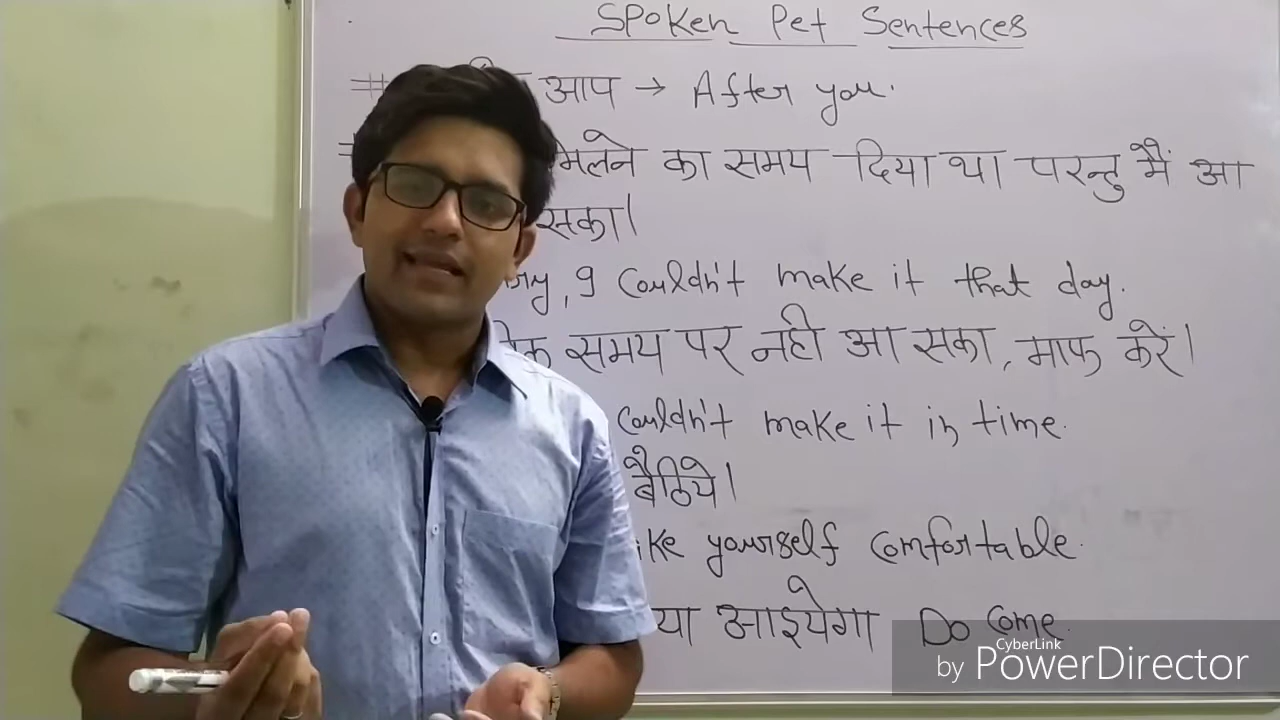 Spoken Pet Sentences
# आप → After you.
मिलने का समय दिया था परन्तु मैं आ
सका।
I Couldn't make it that day.
समय पर नही आ सका, माफ करें।
Couldn't make it in time.
बैठिये।
yourself Comfortable.
आइयेगा Do Come.
CyberLink
by PowerDirector